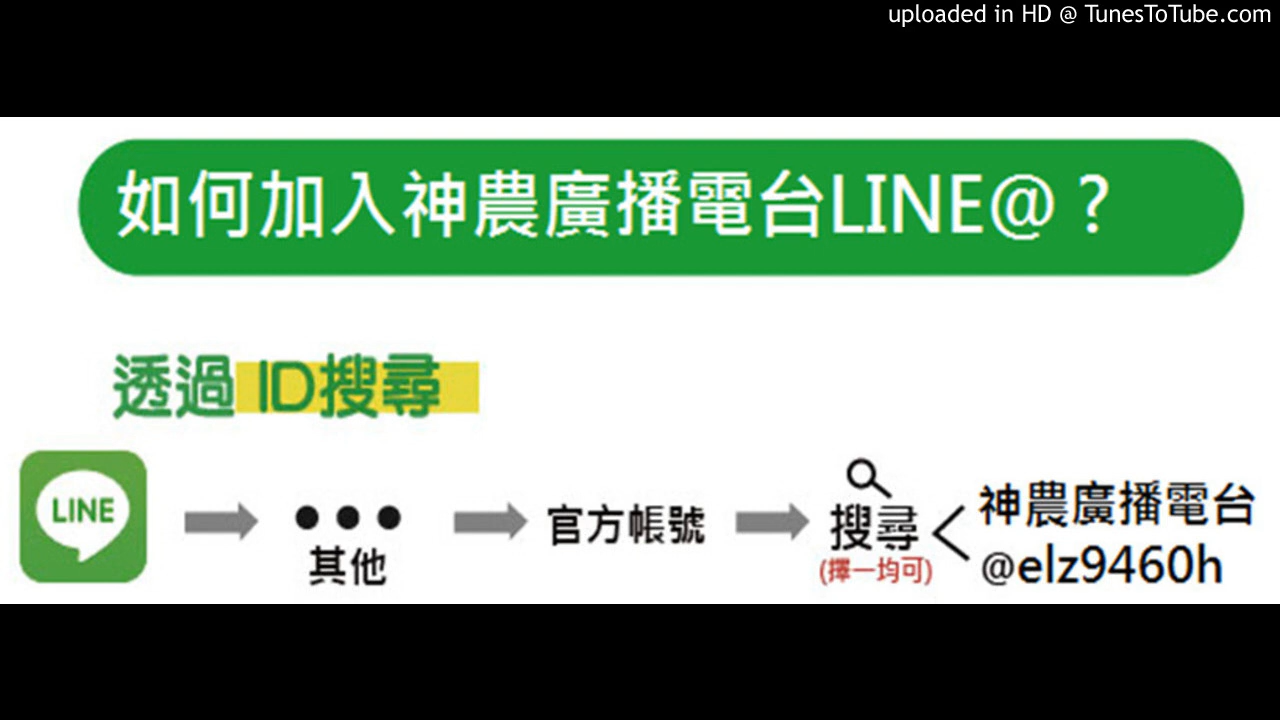 uploaded in HD @ TunesToTube.com
如何加入神農廣播電台LINE@？
透過 ID搜尋
LINE
其他
官方帳號
搜尋
(擇一均可)
神農廣播電台
@elz9460h